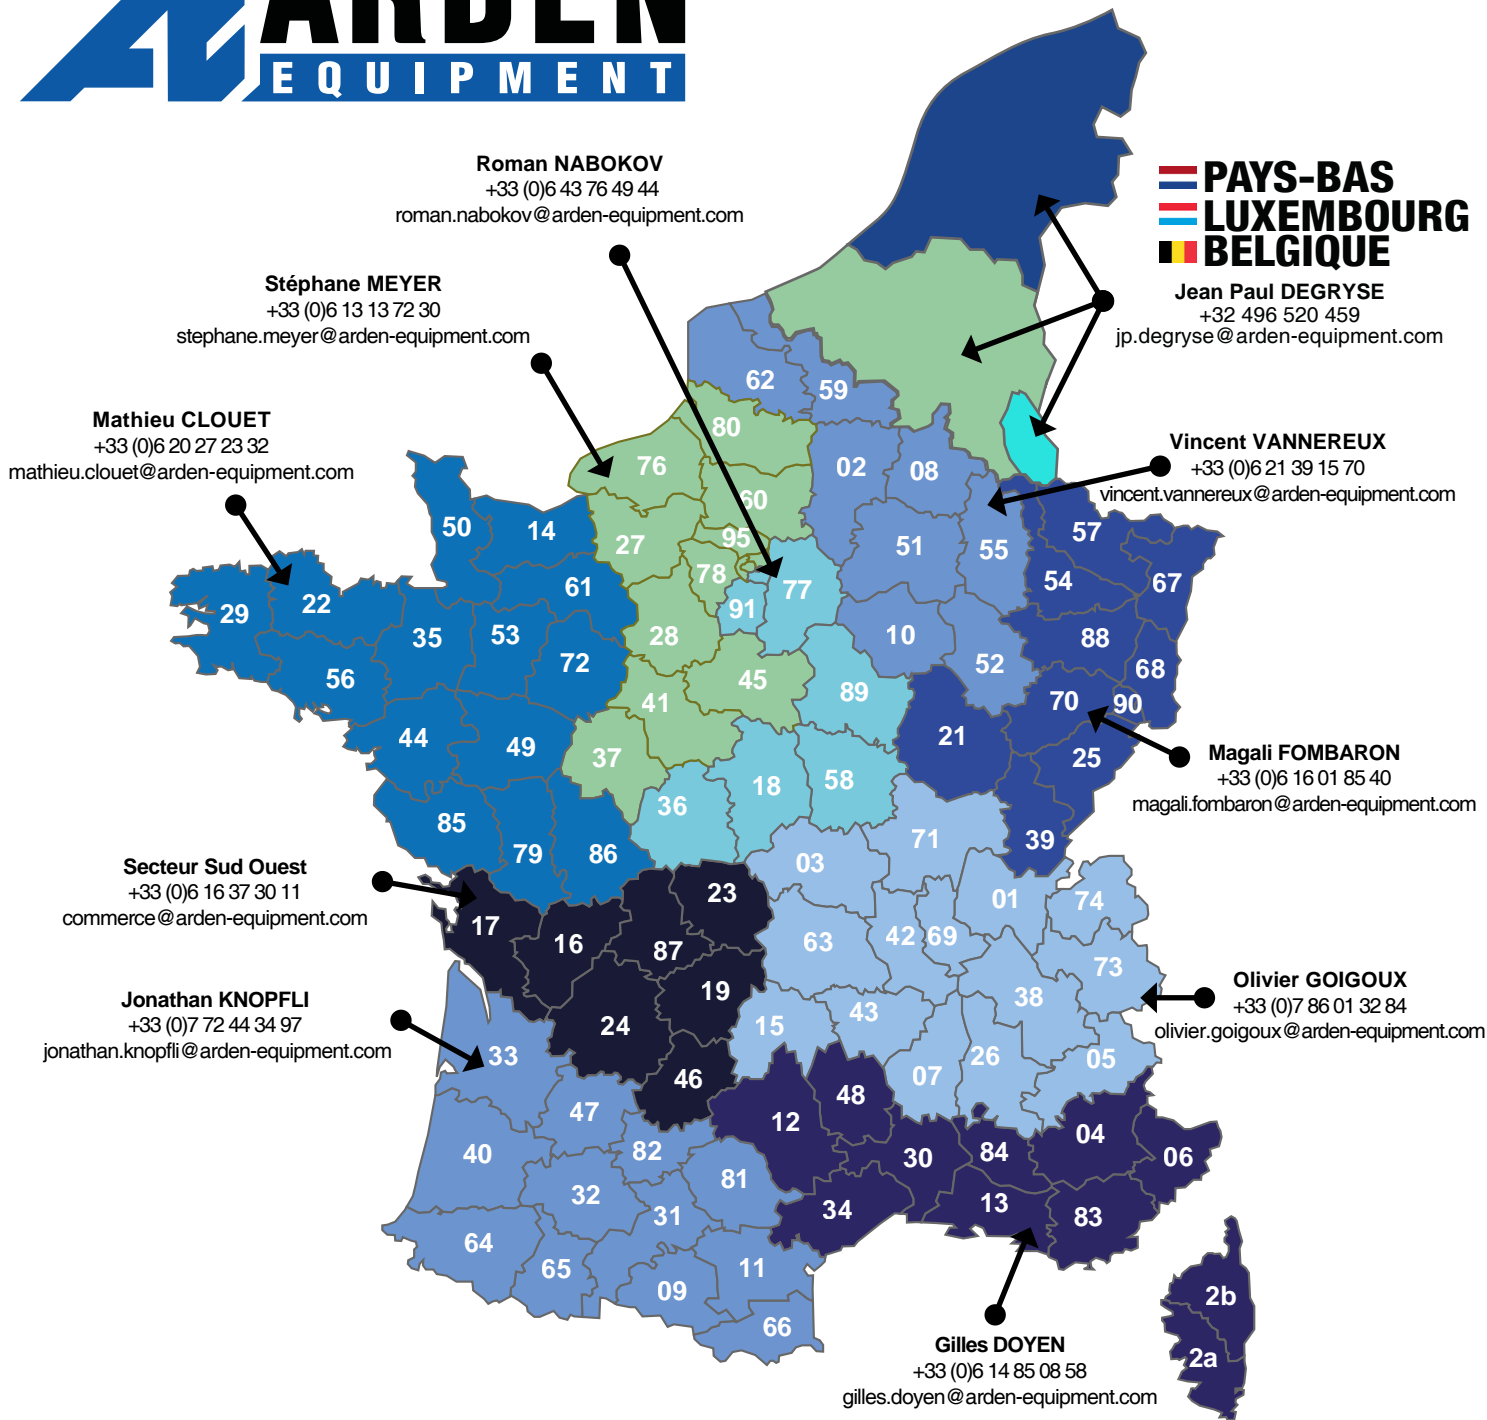 ARDEN
EQUIPMENT
Roman NABOKOV
+33 (0)6 43 76 49 44
roman.nabokov@arden-equipment.com
PAYS-BAS
LUXEMBOURG
BELGIQUE
Jean Paul DEGRYSE
+32 496 520 459
jp.degryse@arden-equipment.com
Stéphane MEYER
+33 (0)6 13 13 72 30
stephane.meyer@arden-equipment.com
Mathieu CLOUET
+33 (0)6 20 27 23 32
mathieu.clouet@arden-equipment.com
Vincent VANNEREUX
+33 (0)6 21 39 15 70
vincent.vannereux@arden-equipment.com
Magali FOMBARON
+33 (0)6 16 01 85 40
magali.fombaron@arden-equipment.com
Secteur Sud Ouest
+33 (0)6 16 37 30 11
commerce@arden-equipment.com
Jonathan KNOPFLI
+33 (0)7 72 44 34 97
jonathan.knopfli@arden-equipment.com
Olivier GOIGOUX
+33 (0)7 86 01 32 84
olivier.goigoux@arden-equipment.com
Gilles DOYEN
+33 (0)6 14 85 08 58
gilles.doyen@arden-equipment.com
62
59
80
76
02
08
60
50
14
27
95
51
55
57
78
54
67
61
77
29
22
91
35
53
28
10
88
72
52
68
56
45
89
41
70
90
44
49
21
37
25
18
58
36
85
71
39
79
86
03
23
01
74
17
16
87
63
42
69
73
19
38
24
15
43
33
26
05
07
46
48
47
12
04
40
82
30
84
06
32
81
31
34
13
83
64
65
11
09
66
2b
2a